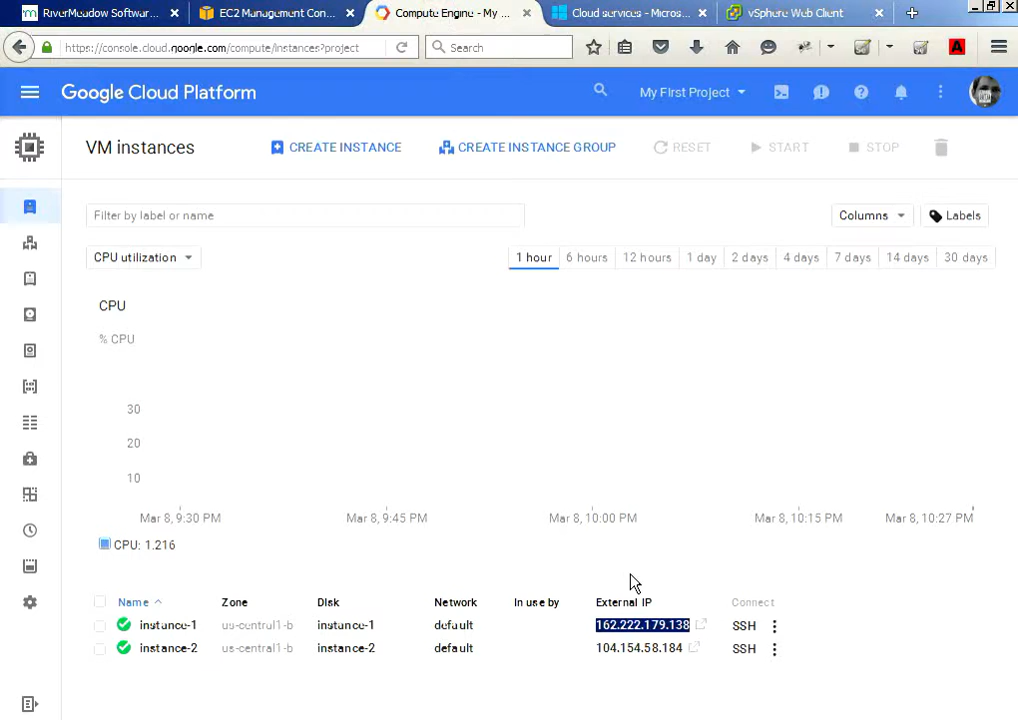 RiverMeadow Softwar...
EC2 Management Con...
Compute Engine - My ...
Cloud services - Micros...
vSphere Web Client
https://console.cloud.google.com/compute/instances?project
Search
Google Cloud Platform
My First Project
VM instances
CREATE INSTANCE
CREATE INSTANCE GROUP
RESET
START
STOP
Filter by label or name
Columns
Labels
CPU utilization
1 hour 6 hours 12 hours 1 day 2 days 4 days 7 days 14 days 30 days
CPU
% CPU
30
20
10
Mar 8, 9:30 PM Mar 8, 9:45 PM Mar 8, 10:00 PM Mar 8, 10:15 PM Mar 8, 10:27 PM
CPU: 1.216
Name Zone Disk Network In use by External IP Connect
instance-1 us-central1-b instance-1 default 162.222.179.138 SSH
instance-2 us-central1-b instance-2 default 104.154.58.184 SSH